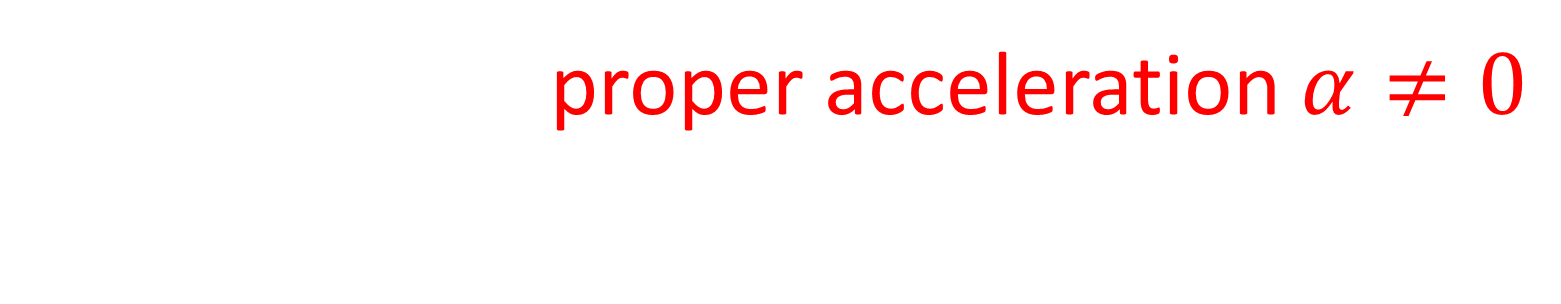 proper acceleration α ≠ 0